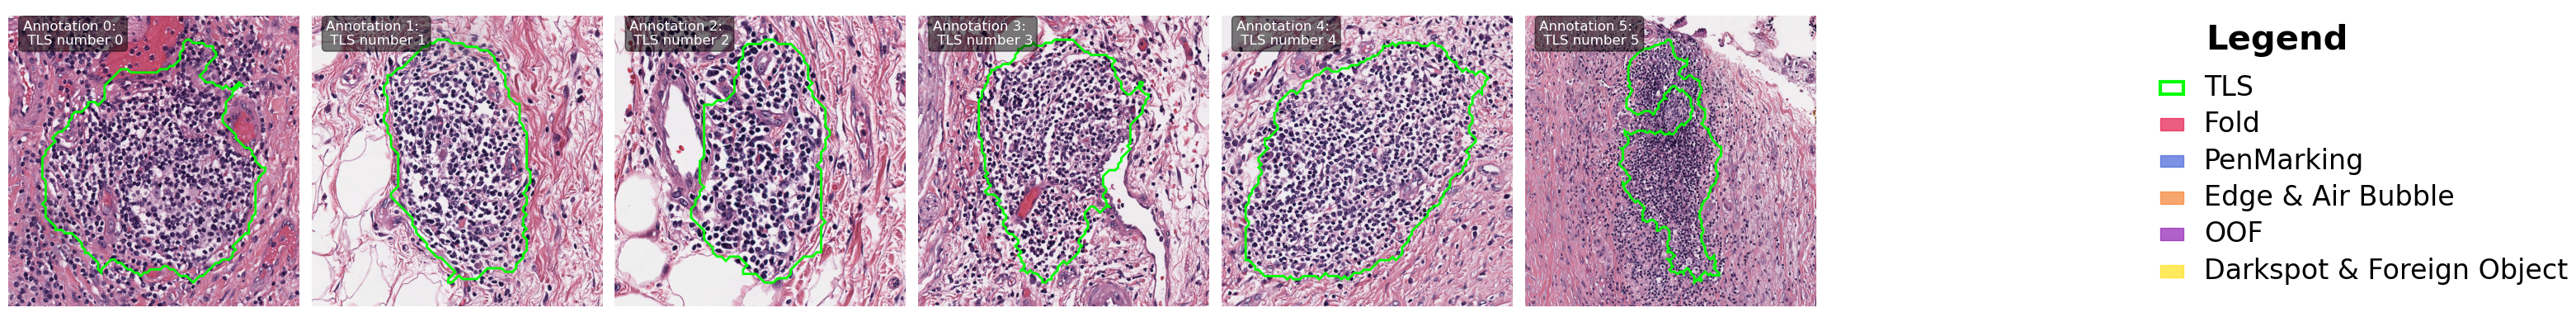 Annotation 0:
TLS number 0
Annotation 1:
TLS number 1
Annotation 2:
TLS number 2
Annotation 3:
TLS number 3
Annotation 4:
TLS number 4
Annotation 5:
TLS number 5
Legend
TLS
Fold
PenMarking
Edge & Air Bubble
OOF
Darkspot & Foreign Object